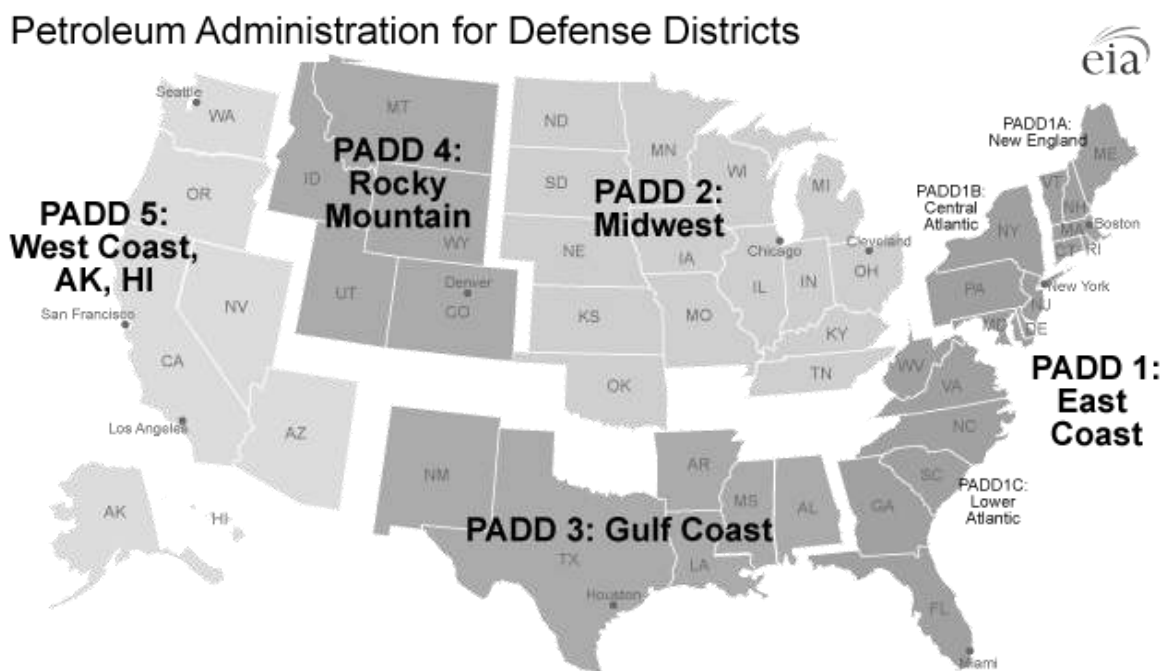 Petroleum Administration for Defense Districts
eia
Seattle
WA
MT
ND
MN
PADD1A:
New England
ME
PADD 4:
Rocky
Mountain
ID
OR
SD
WI
MI
PADD 2:
Midwest
VT
NH
PADD1B:
Central
Atlantic
NY
MA
Boston
CT
RI
PADD 5:
West Coast,
AK, HI
WY
NE
IA
Chicago
Cleveland
NV
UT
Denver
CO
IL
IN
OH
PA
New York
NJ
San Francisco
KS
MO
KY
WV
MD
DE
CA
OK
TN
VA
PADD 1:
East
Coast
Los Angeles
AZ
NM
AR
NC
SC
PADD1C:
Lower
Atlantic
AK
HI
MS
AL
GA
PADD 3: Gulf Coast
TX
LA
Houston
FL
Miami